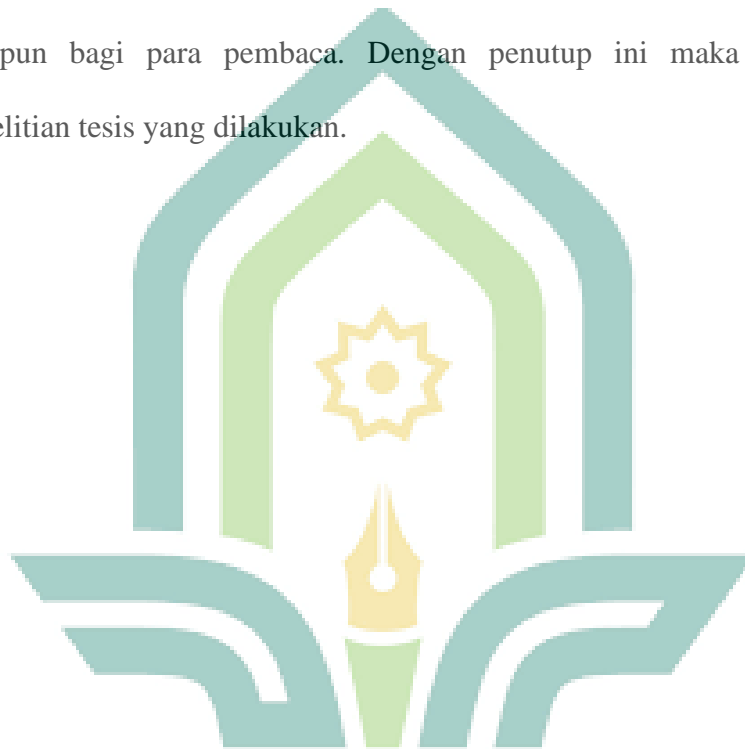 pun bagi para pembaca. Dengan penutup ini maka
elitian tesis yang dilakukan.